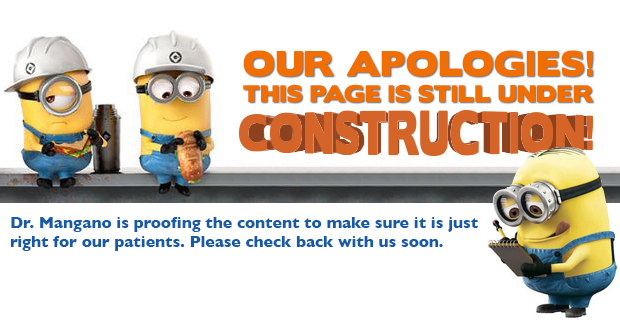 OUR APOLOGIES!
THIS PAGE IS STILL UNDER
CONSTRUCTION!
Dr. Mangano is proofing the content to make sure it is just
right for our patients. Please check back with us soon.